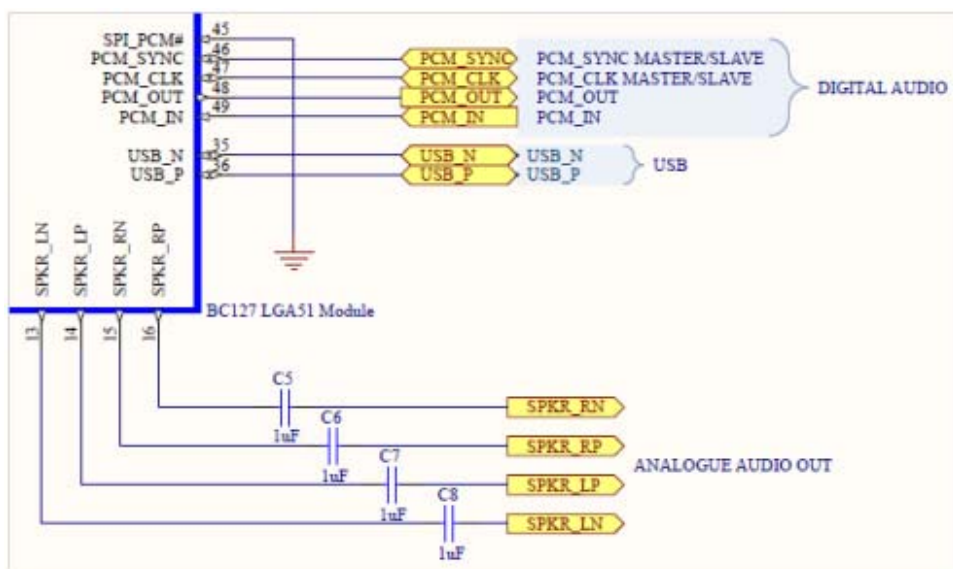 45
SPI_PCM#
46
PCM_SYNC
PCM_SYNC
PCM_SYNC MASTER/SLAVE
47
PCM_CLK
PCM_CLK
PCM_CLK MASTER/SLAVE
48
PCM_OUT
PCM_OUT
PCM_OUT
49
PCM_IN
PCM_IN
PCM_IN
DIGITAL AUDIO
35
USB_N
USB_N
USB_N
36
USB_P
USB_P
USB_P
USB
SPKR_LN
SPKR_LP
SPKR_RN
SPKR_RP
BC127 LGA51 Module
13
14
15
16
C5
1uF
SPKR_RN
C6
1uF
SPKR_RP
C7
1uF
SPKR_LP
C8
1uF
SPKR_LN
ANALOGUE AUDIO OUT